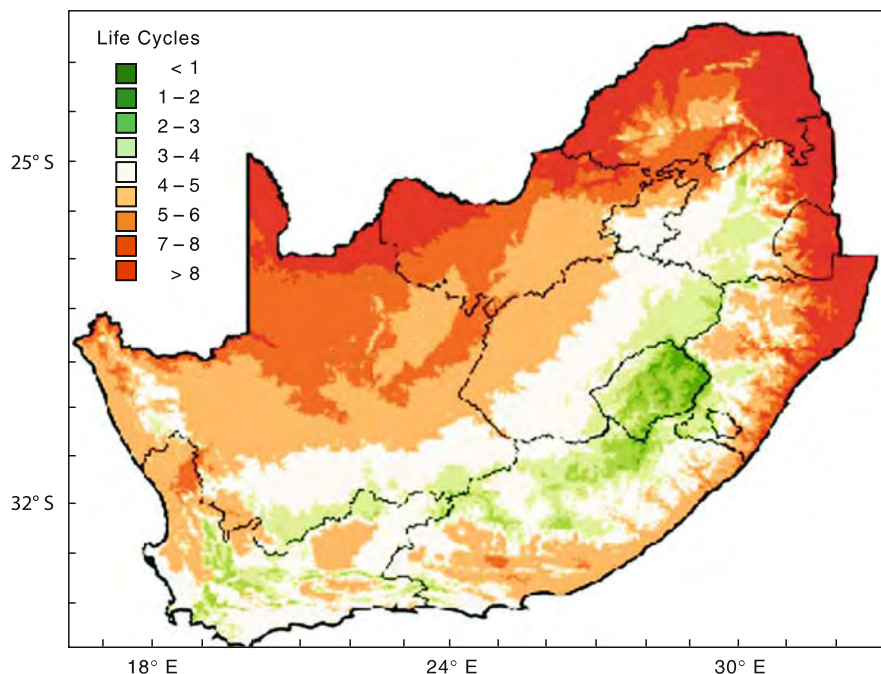 Life Cycles
< 1
1 – 2
2 – 3
3 – 4
4 – 5
5 – 6
7 – 8
> 8
25° S
32° S
18° E
24° E
30° E